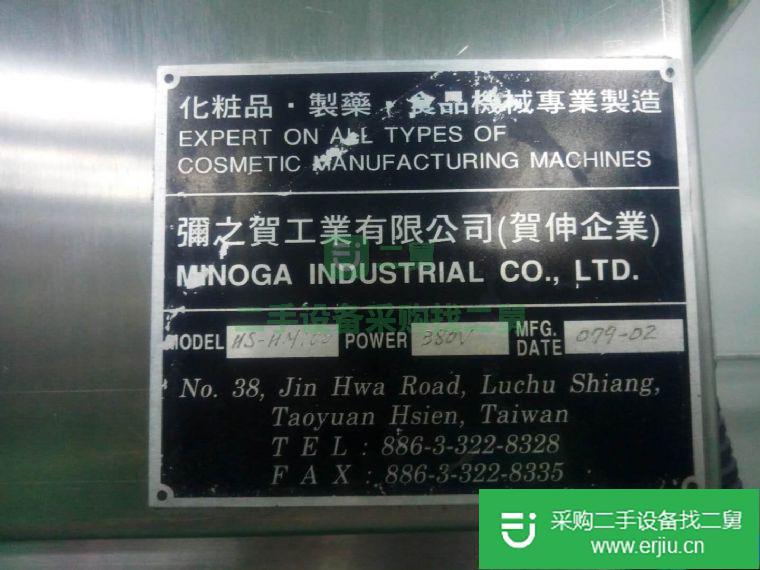 化粧品・製藥・食品機械專業製造
EXPERT ON ALL TYPES OF
COSMETIC MANUFACTURING MACHINES
彌之賀工業有限公司(賀伸企業)
MINOGA INDUSTRIAL CO., LTD.
二舅
二手设备采购找二舅
MODEL POWER 380V MFG. DATE 079-02
No. 38, Jin Hwa Road, Luchu Shiang,
Taoyuan Hsien, Taiwan
TEL: 886-3-322-8328
FAX: 886-3-322-8335
采购二手设备找二舅
www.erjiu.cn